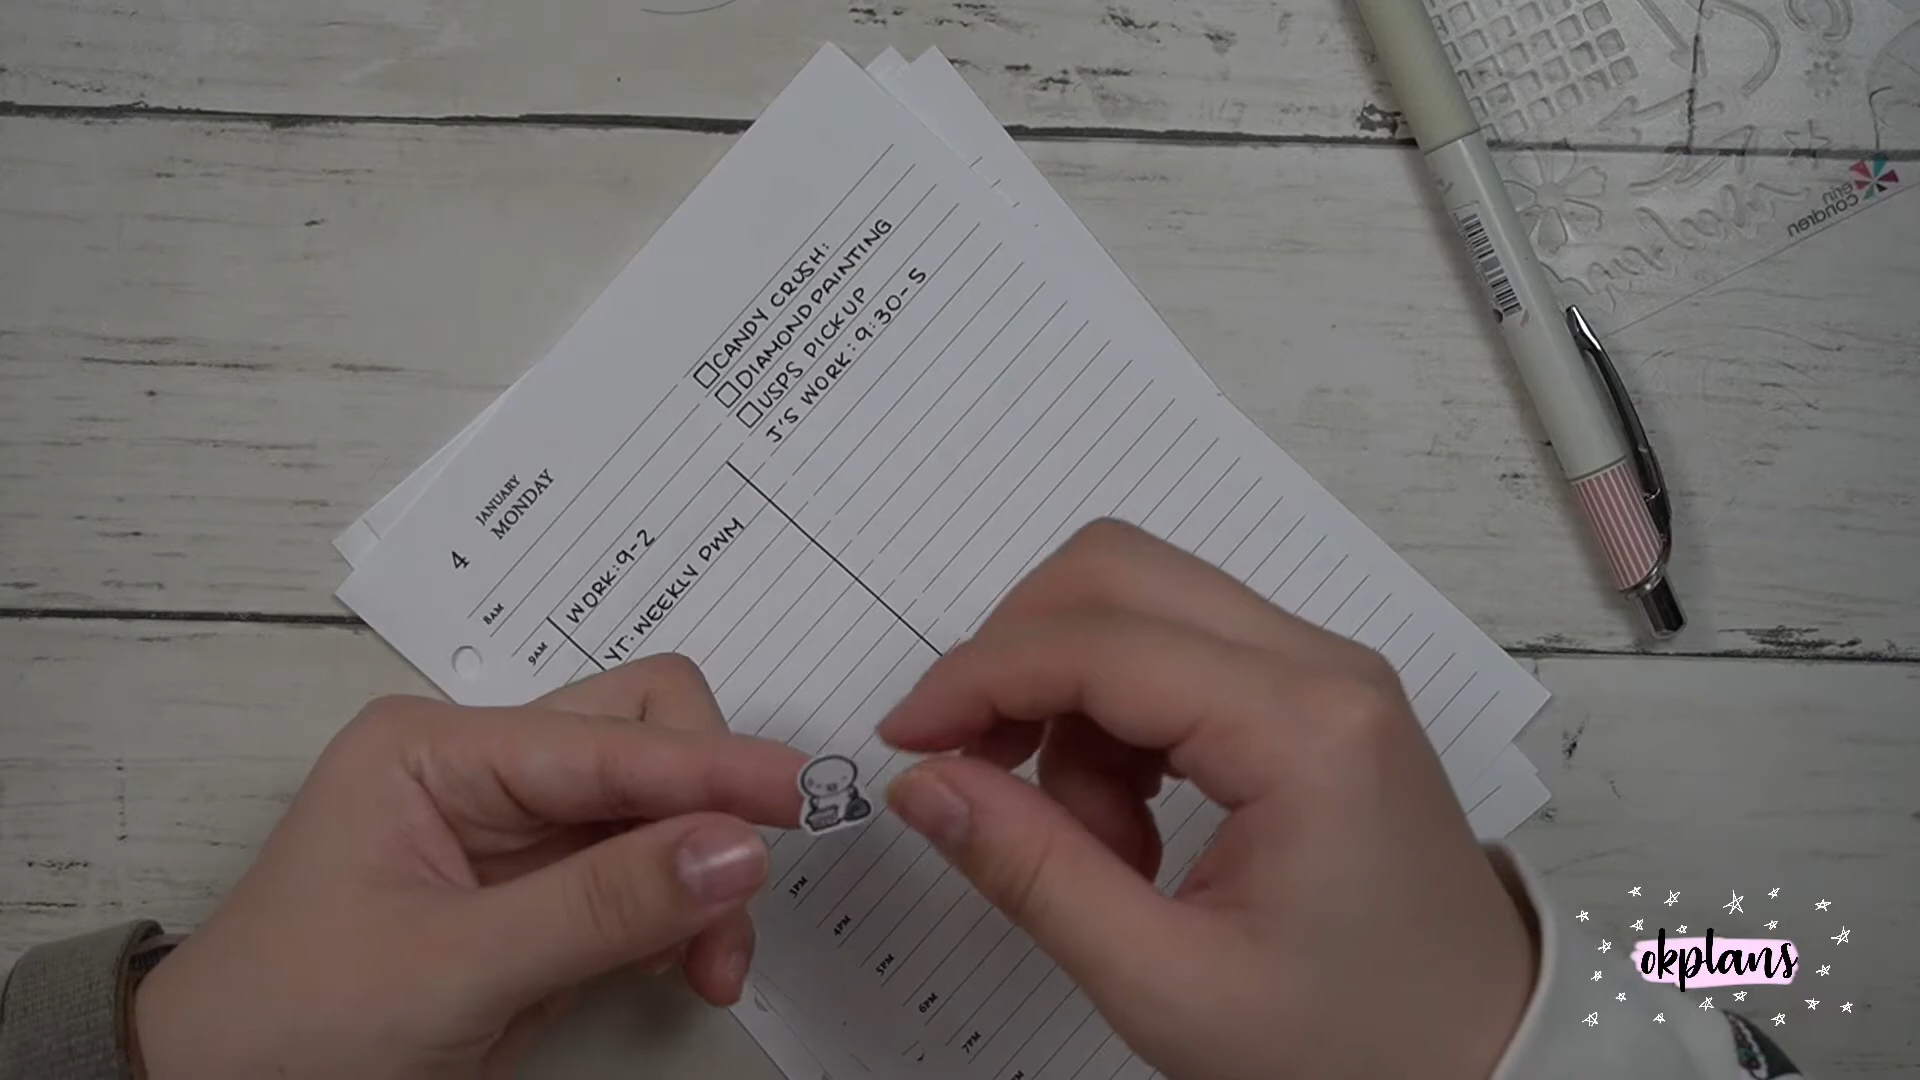 4
JANUARY
MONDAY
CANDY CRUSH:
DIAMOND PAINTING
USPS PICKUP
J'S WORK: 9:30-5
8AM
9AM
WORK: 9-2
YT: WEEKLY PWM
3PM
4PM
5PM
6PM
7PM
erin
condren
okplans